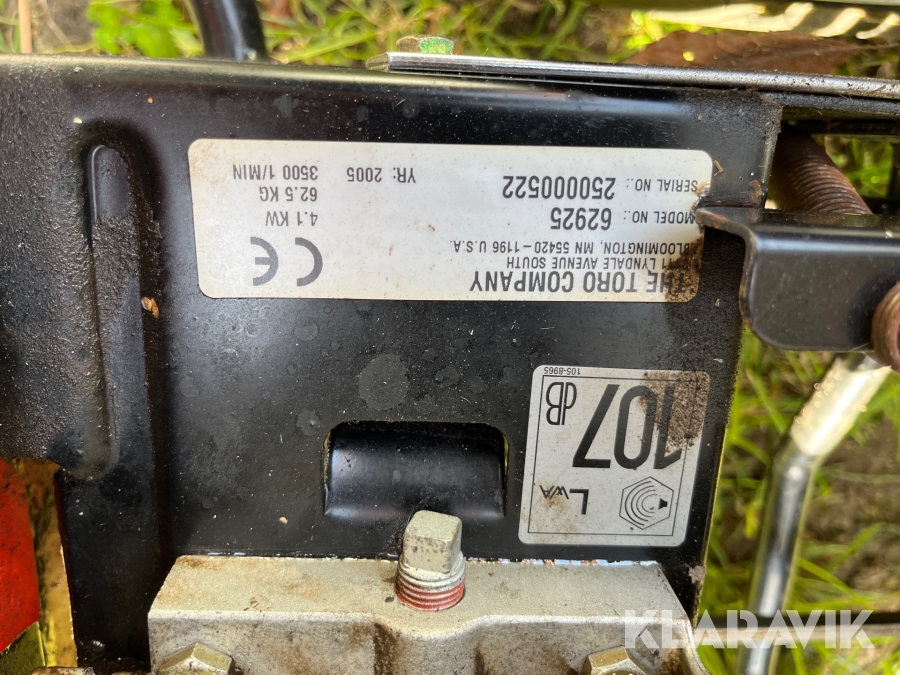 THE TORO COMPANY
LYNDALE AVENUE SOUTH
BLOOMINGTON, MN 55420-1196 U.S.A.
MODEL NO.: 62925
SERIAL NO.: 250000522
CE
4.1 KW
62.5 KG
YR: 2005 3500 1/MIN
LWA
107
dB
105-8965
KLARAVIK